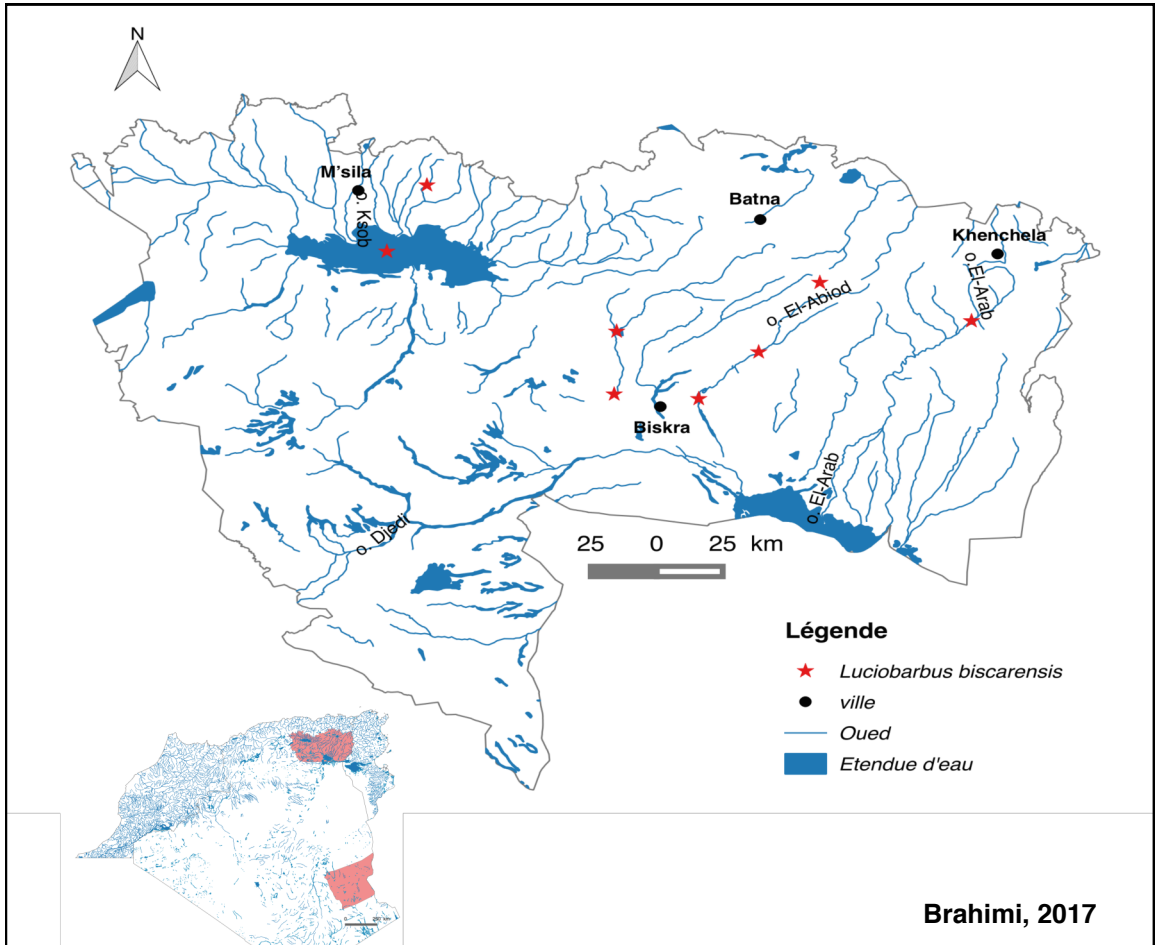 N
M'sila
o. Ksob
Batna
Khenchela
o.El-Arab
o. El-Abiod
Biskra
o. El-Arab
o. Djedi
25 0 25 km
Légende
Luciobarbus biscarensis
ville
Oued
Etendue d'eau
Brahimi, 2017